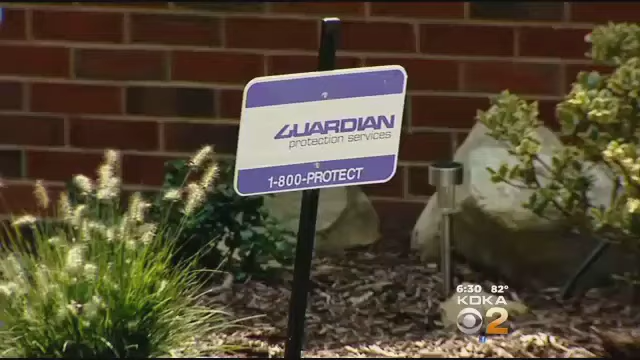 GUARDIAN
protection services
1-800-PROTECT
6:30 82°
KDKA
2